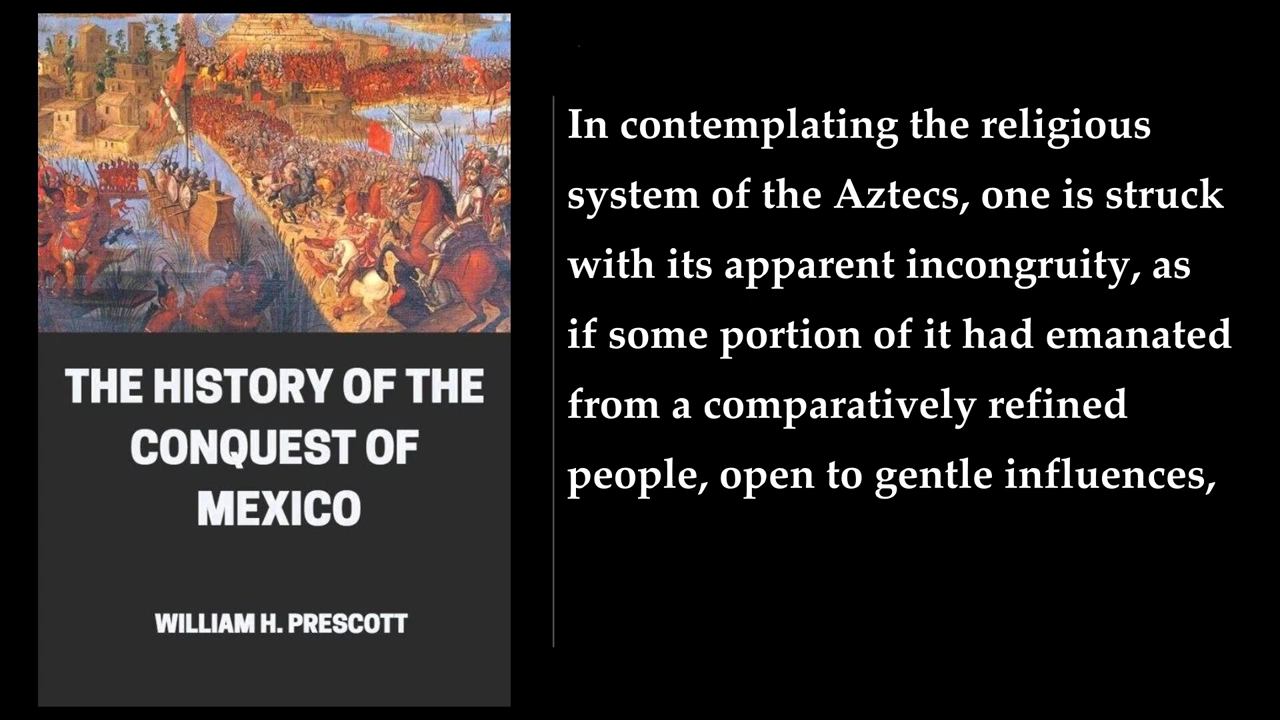 THE HISTORY OF THE
CONQUEST OF
MEXICO
WILLIAM H. PRESCOTT
In contemplating the religious
system of the Aztecs, one is struck
with its apparent incongruity, as
if some portion of it had emanated
from a comparatively refined
people, open to gentle influences,